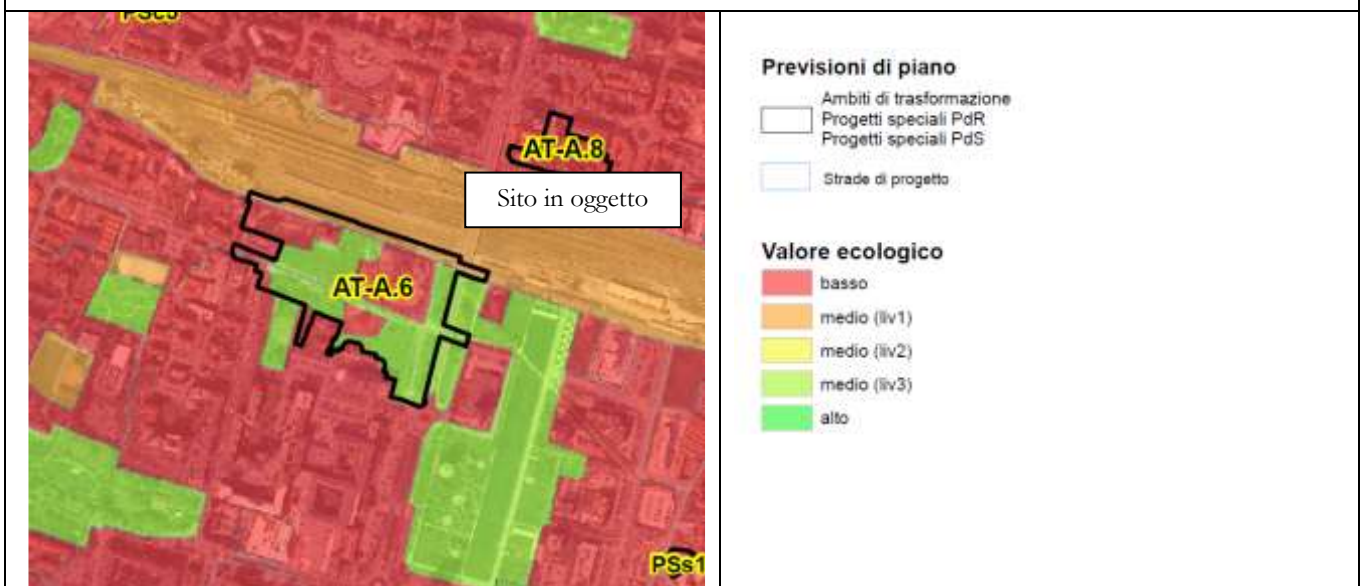 PSc5
AT-A.8
Sito in oggetto
AT-A.6
PSs1
Previsioni di piano
Ambiti di trasformazione
Progetti speciali PdR
Progetti speciali PdS
Strade di progetto
Valore ecologico
basso
medio (liv1)
medio (liv2)
medio (liv3)
alto